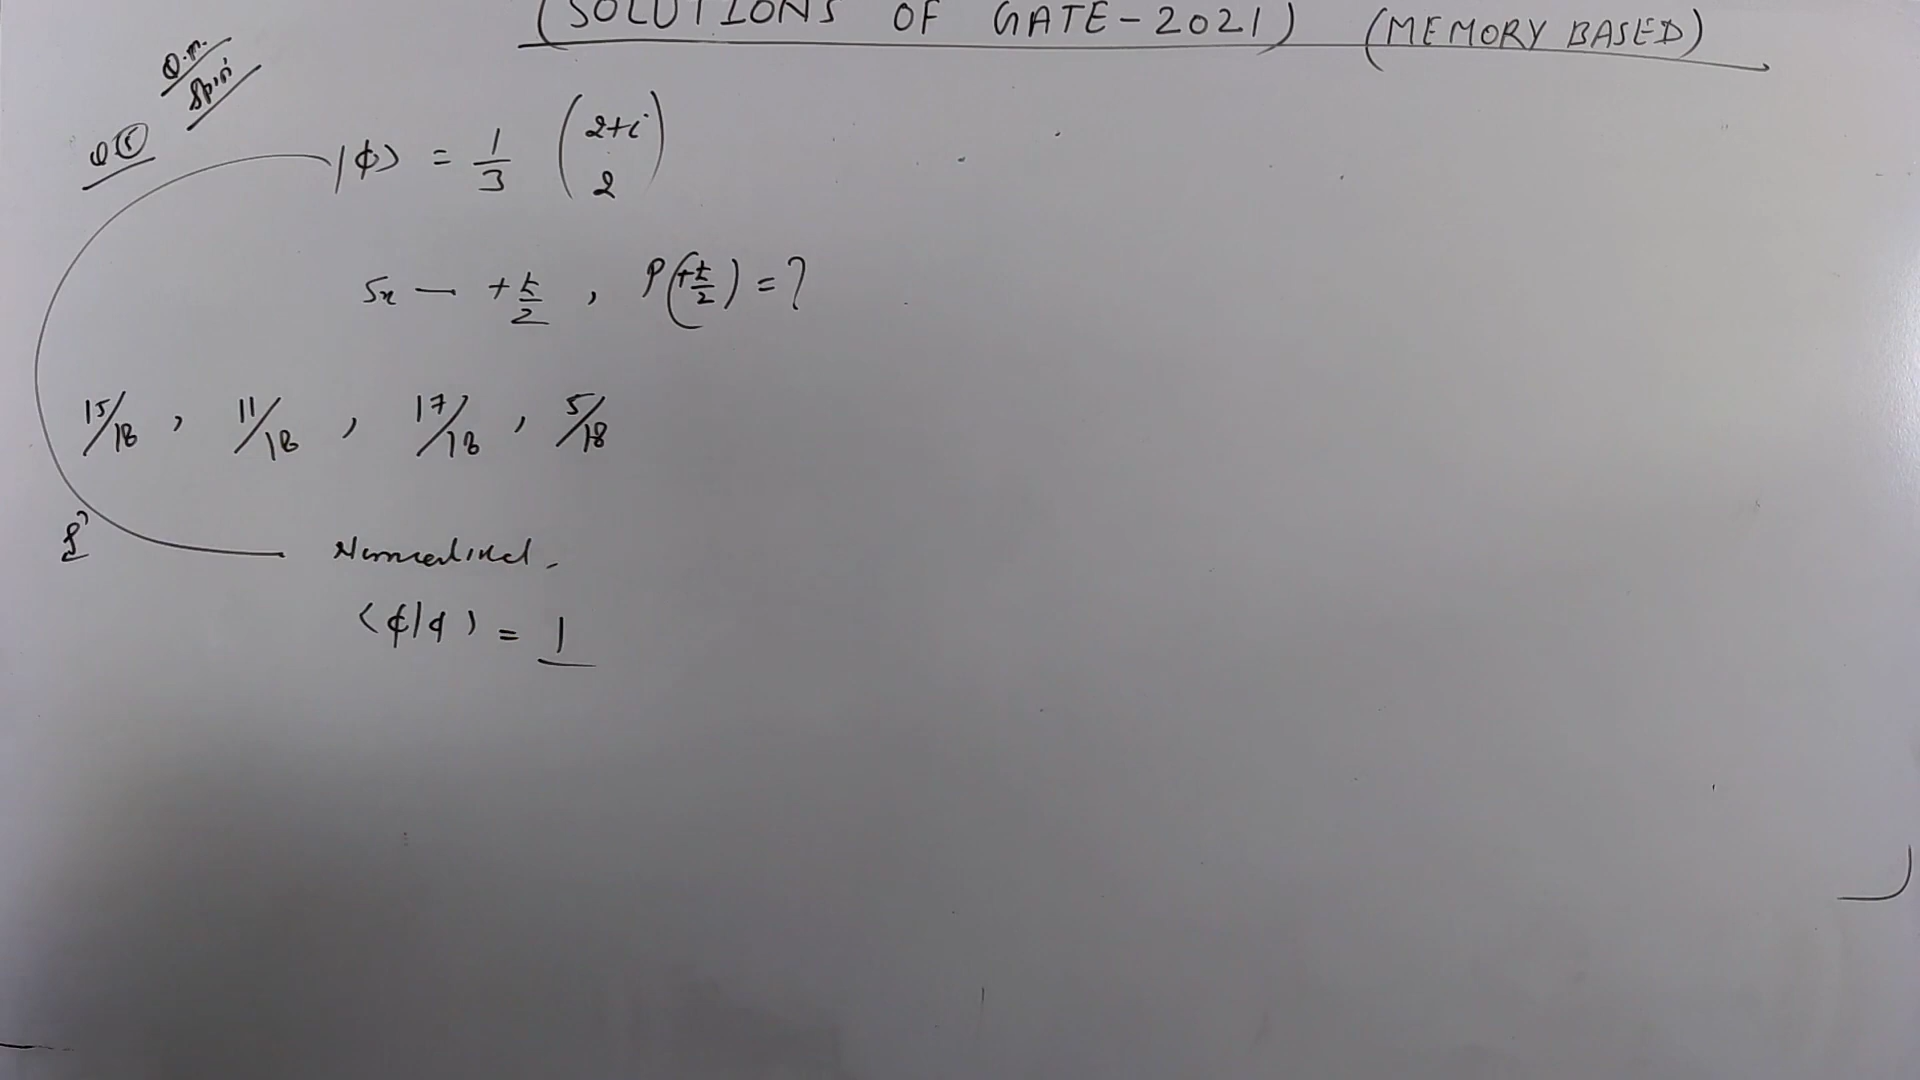 (SOLUTIONS OF GATE-2021) (MEMORY BASED)
Q.m.
Spin
Q ①
|ϕ> = 1/3 (2+i 2)
Sx — +ℏ/2 , P(+ℏ/2) = ?
15/18 , 11/18 , 17/18 , 5/18
Normalised.
<ϕ|ϕ> = 1